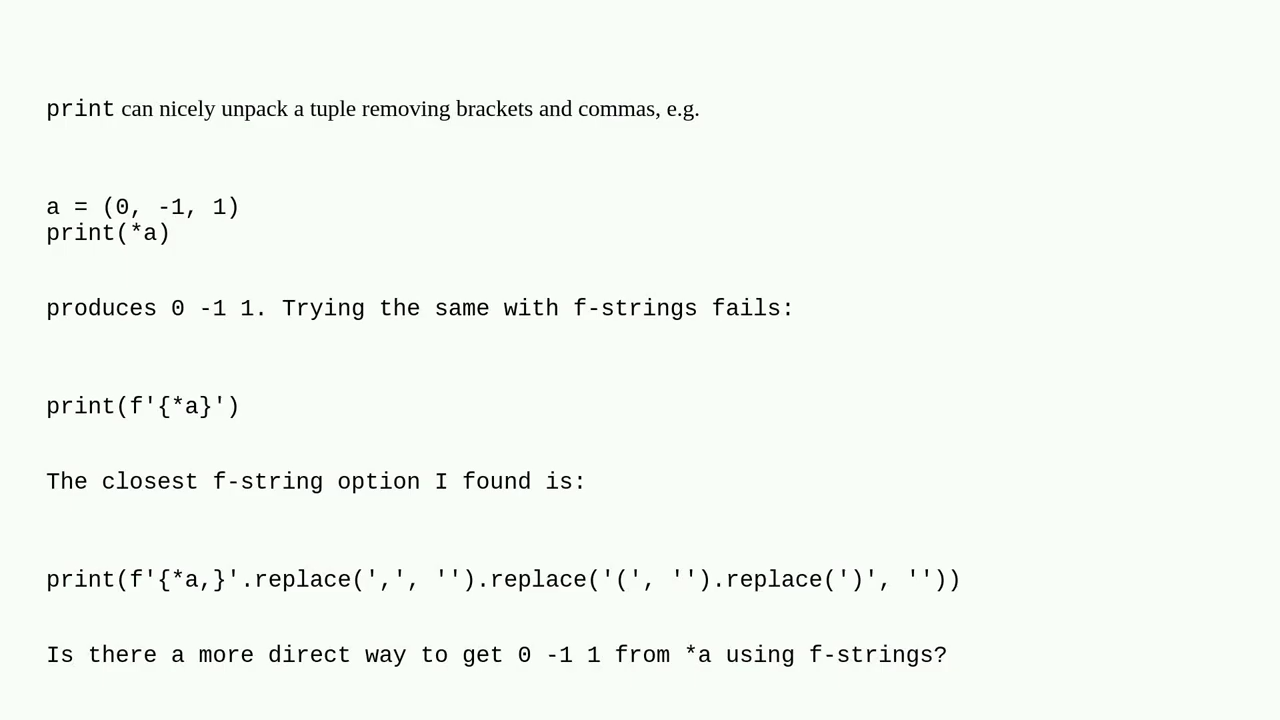 print can nicely unpack a tuple removing brackets and commas, e.g.
a = (0, -1, 1)
print(*a)
produces 0 -1 1. Trying the same with f-strings fails:
print(f'{*a}')
The closest f-string option I found is:
print(f'{*a,}'.replace(',', '').replace('(', '').replace(')', ''))
Is there a more direct way to get 0 -1 1 from *a using f-strings?